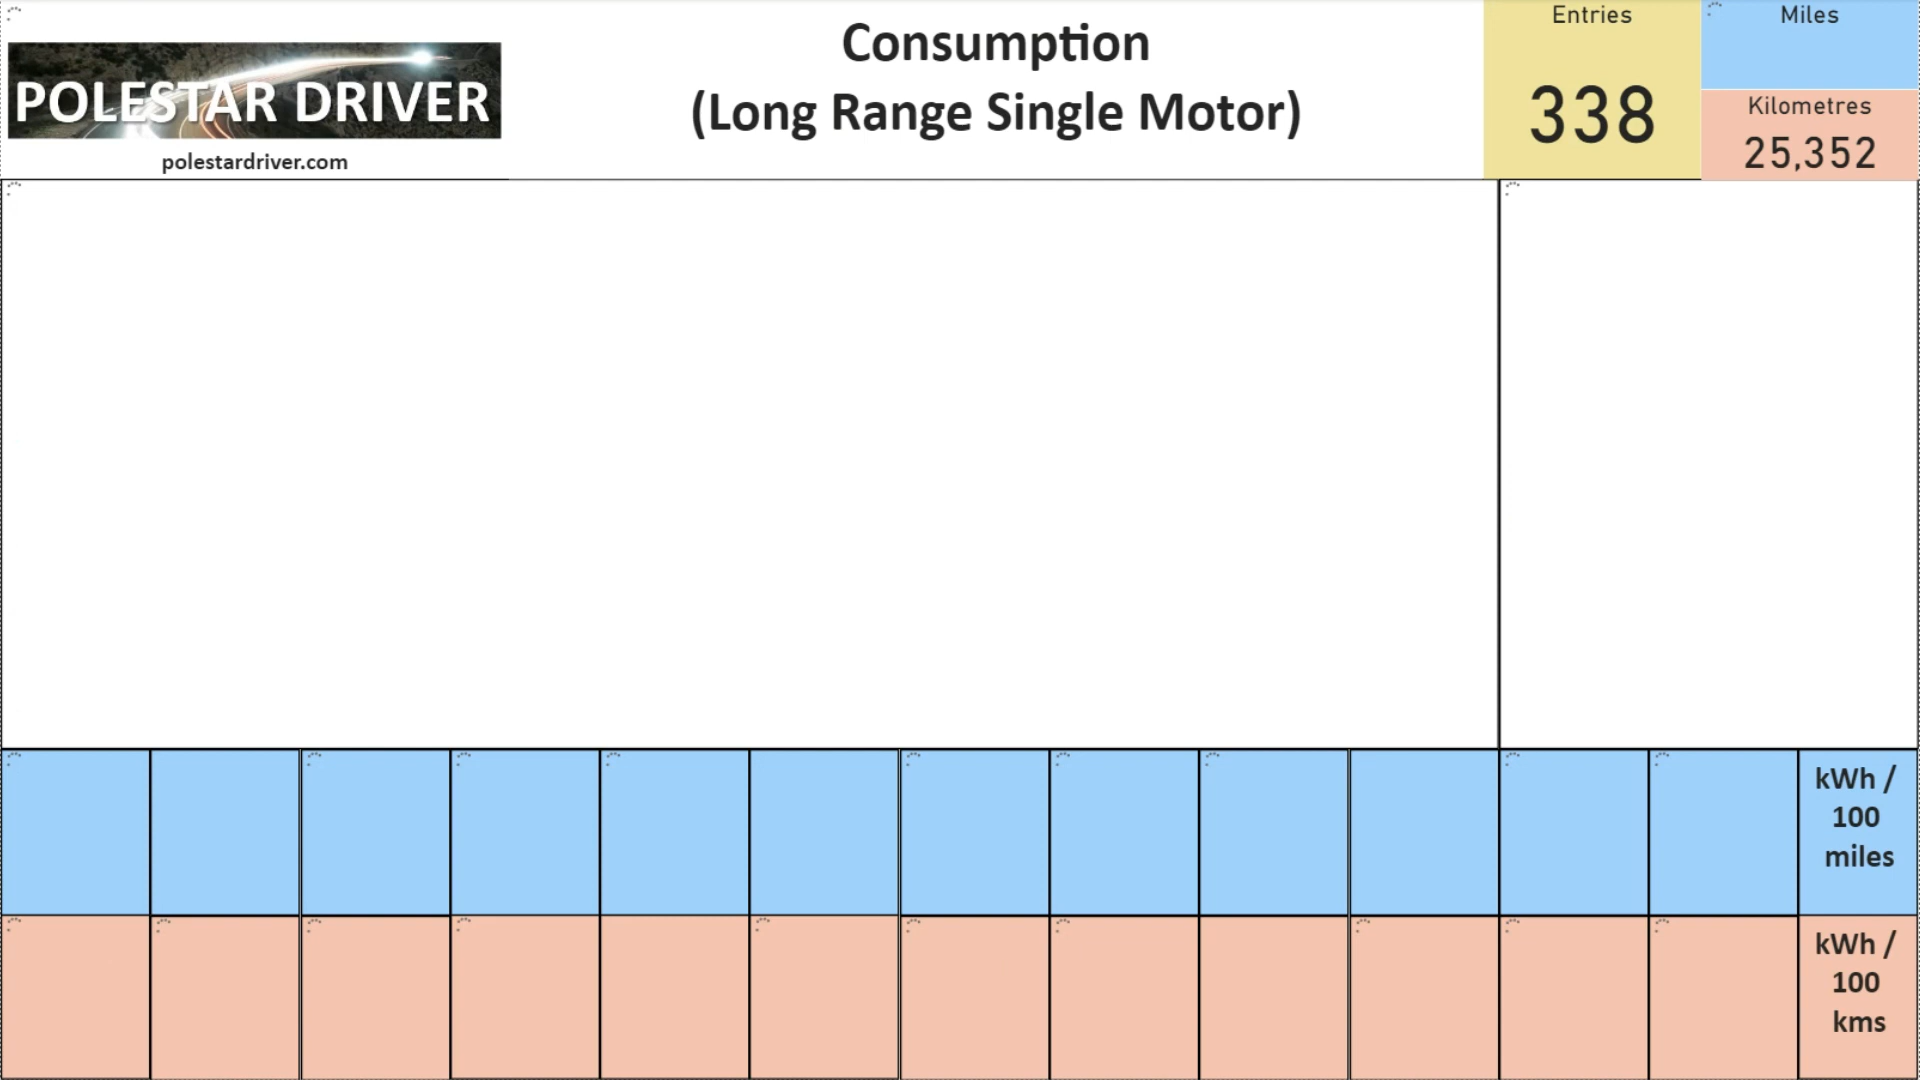 POLESTAR DRIVER
polestardriver.com
Consumption
(Long Range Single Motor)
Entries
338
Miles
Kilometres
25,352
kWh /
100
miles
kWh /
100
kms